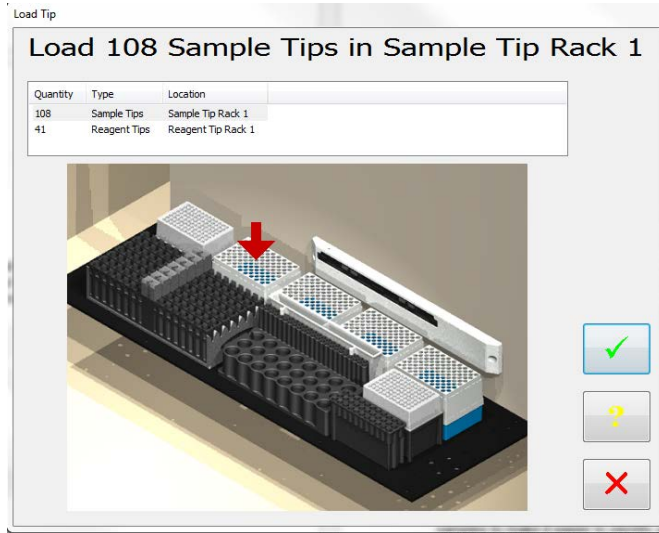 Load Tip
Load 108 Sample Tips in Sample Tip Rack 1
Quantity Type Location
108 Sample Tips Sample Tip Rack 1
41 Reagent Tips Reagent Tip Rack 1
?